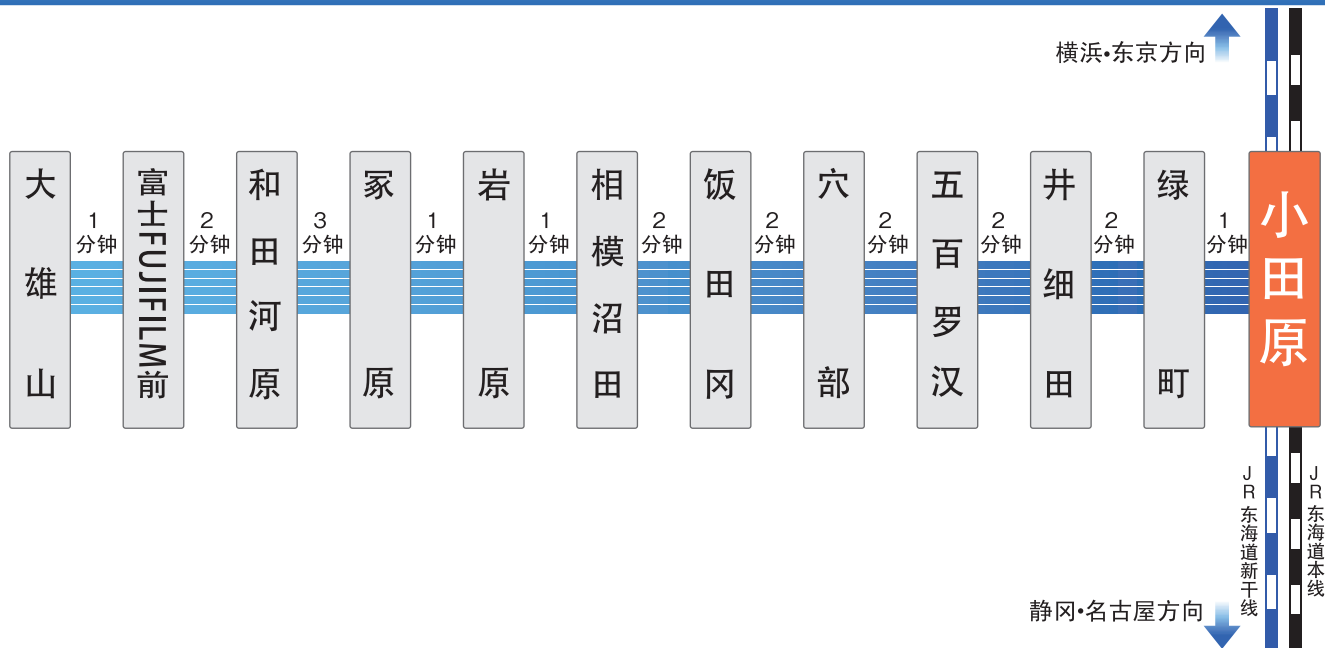 横浜•东京方向
大雄山
1
分钟
富士FUJIFILM前
2
分钟
和田河原
3
分钟
冢原
1
分钟
岩原
1
分钟
相模沼田
2
分钟
饭田冈
2
分钟
穴部
2
分钟
五百罗汉
2
分钟
井细田
2
分钟
绿町
1
分钟
小田原
JR东海道新干线
JR东海道本线
静冈•名古屋方向